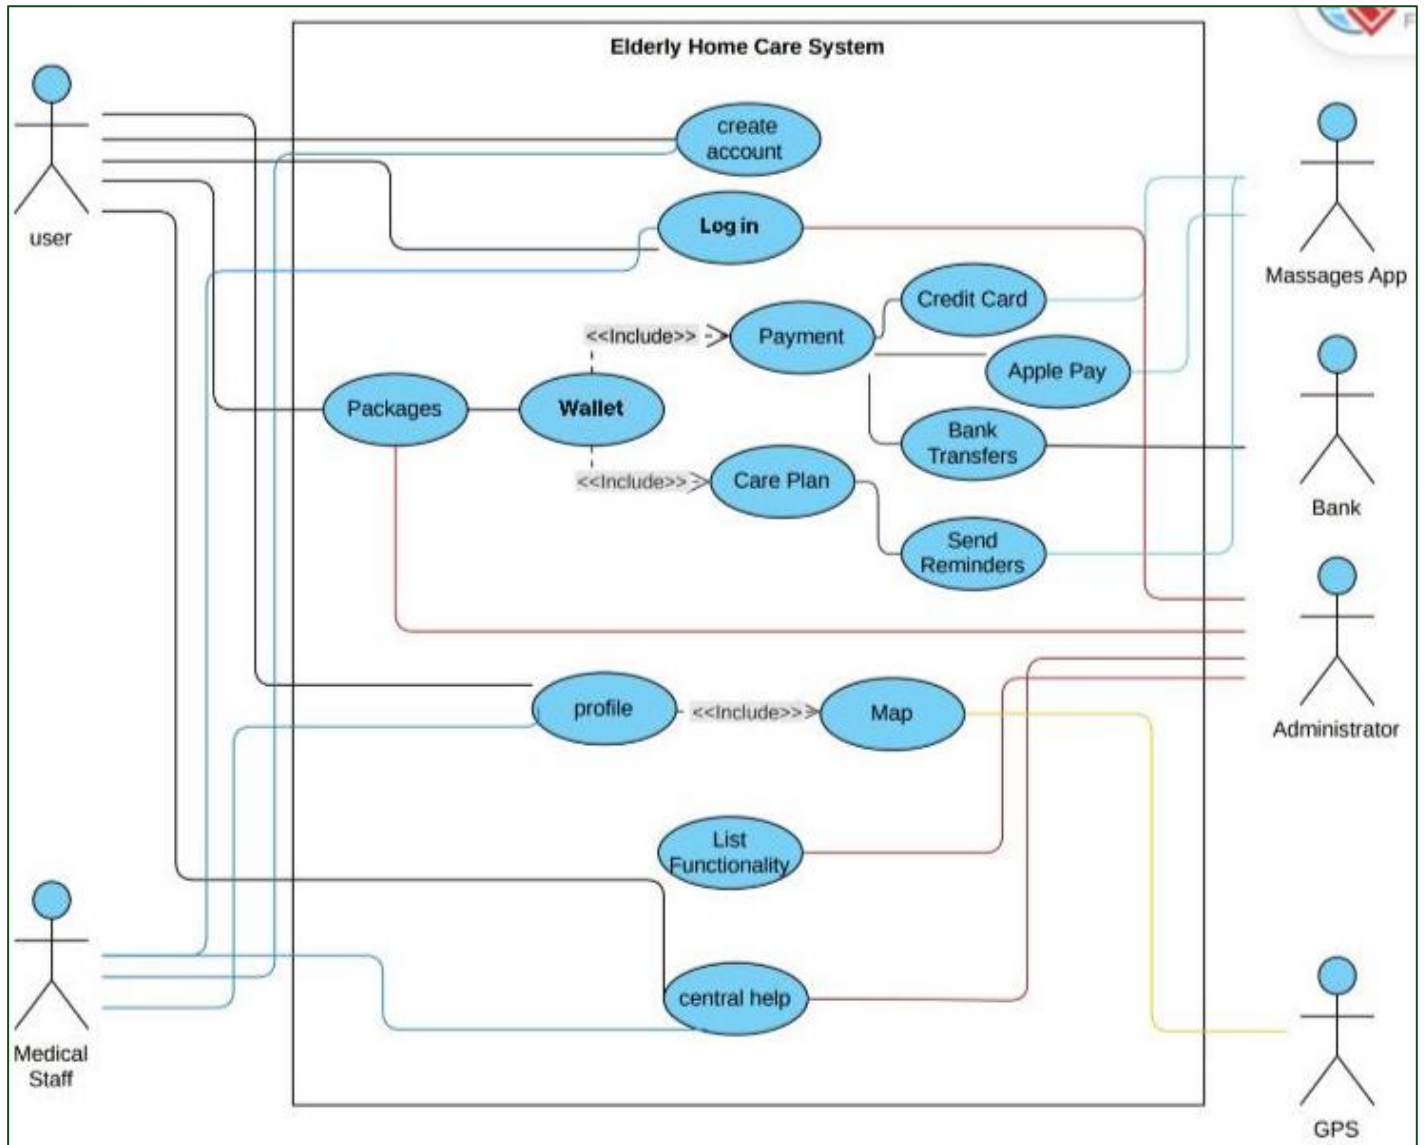 Elderly Home Care System
create
account
user
Log in
Massages App
Credit Card
<<Include>>
Payment
Apple Pay
Packages
Wallet
Bank
Transfers
<<Include>>
Care Plan
Bank
Send
Reminders
profile
<<Include>>
Map
Administrator
List
Functionality
central help
Medical
Staff
GPS